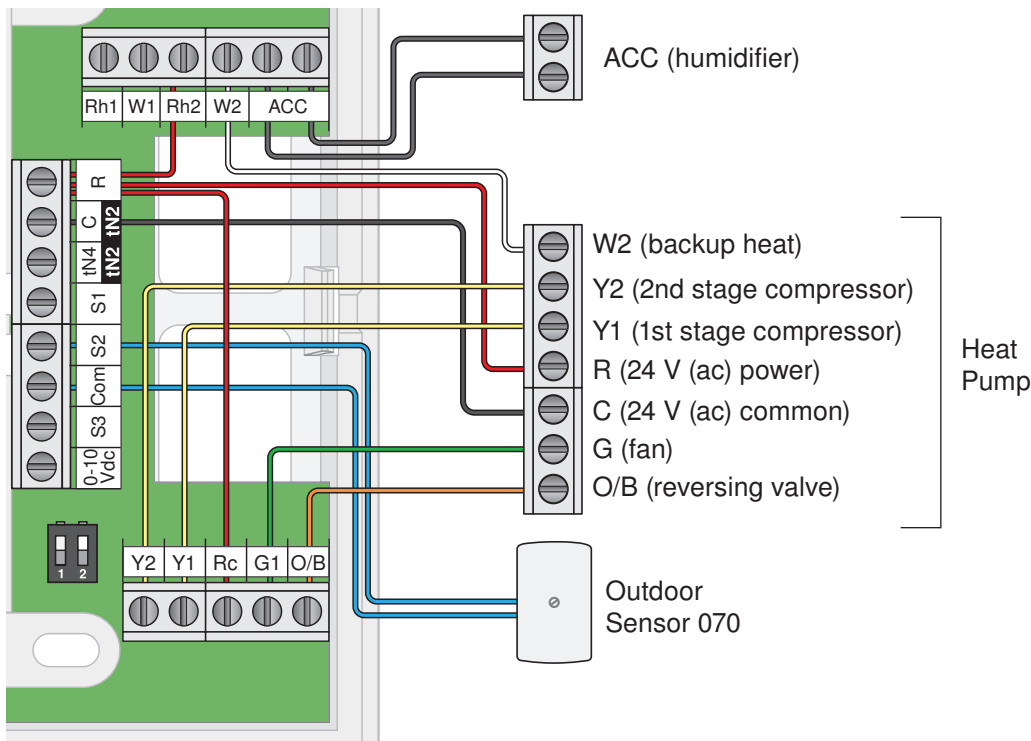 ACC (humidifier)
Rh1 W1 Rh2 W2 ACC
R
C tN2
tN4 tN2
S1
S2
Com
S3
0-10 Vdc
W2 (backup heat)
Y2 (2nd stage compressor)
Y1 (1st stage compressor)
R (24 V (ac) power)
C (24 V (ac) common)
G (fan)
O/B (reversing valve)
Heat
Pump
1 2
Y2 Y1 Rc G1 O/B
Outdoor
Sensor 070